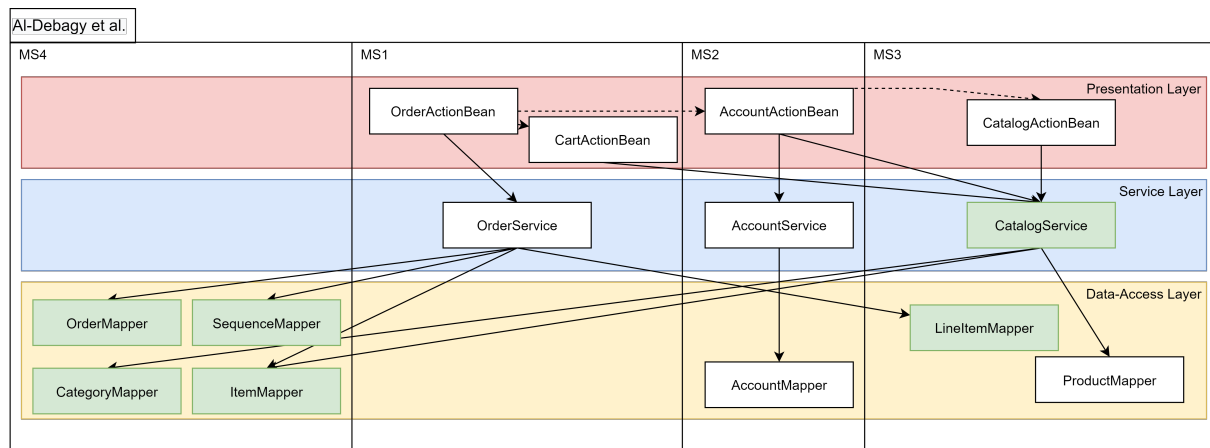 Al-Debagy et al.
MS4
MS1
MS2
MS3
Presentation Layer
OrderActionBean
AccountActionBean
CatalogActionBean
CartActionBean
Service Layer
OrderService
AccountService
CatalogService
Data-Access Layer
OrderMapper
SequenceMapper
LineItemMapper
CategoryMapper
ItemMapper
AccountMapper
ProductMapper